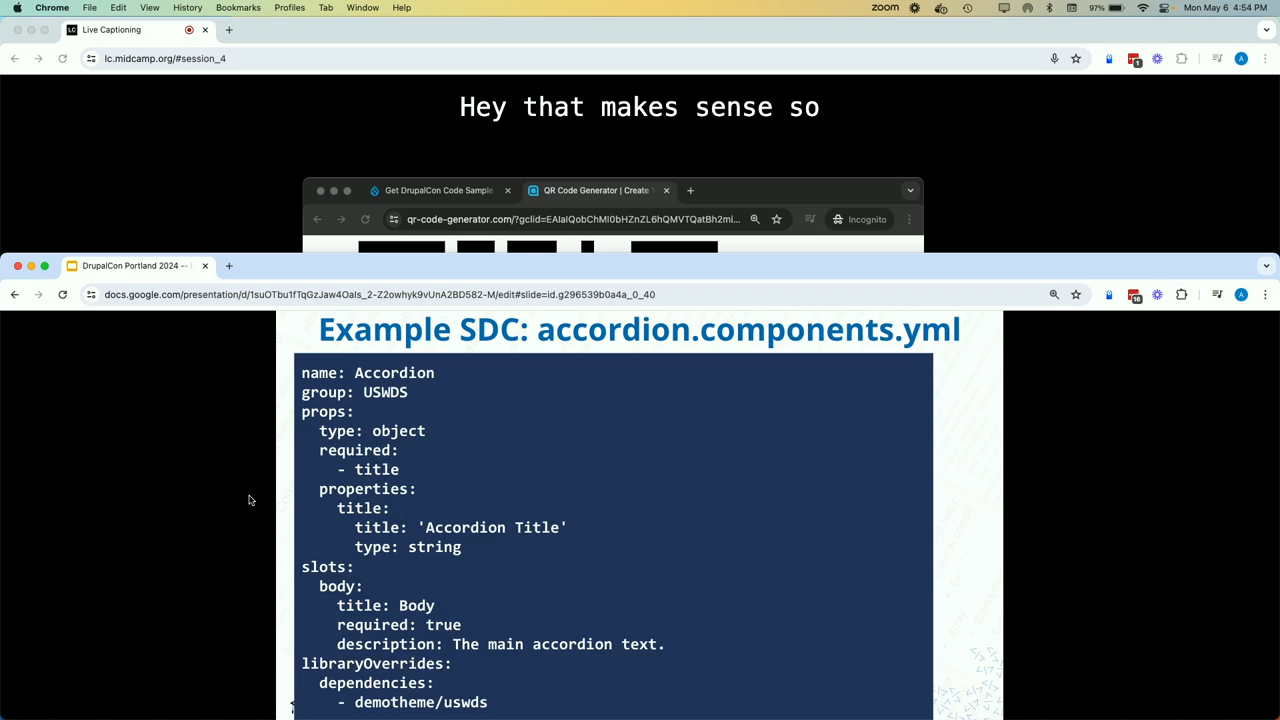 Chrome File Edit View History Bookmarks Profiles Tab Window Help zoom 97% Mon May 6 4:54 PM
LC Live Captioning
lc.midcamp.org/#session_4 1 A
Hey that makes sense so
Get DrupalCon Code Sample QR Code Generator | Create
qr-code-generator.com/?gclid=EAIaIQobChMI0bHZnZL6hQMVTQatBh2mi... Incognito
DrupalCon Portland 2024 --
docs.google.com/presentation/d/1suOTbu1fTqGzJaw4OaIs_2-Z2owhyk9vUnA2BD582-M/edit#slide=id.g296539b0a4a_0_40 16 A
Example SDC: accordion.components.yml
name: Accordion
group: USWDS
props:
type: object
required:
- title
properties:
title:
title: 'Accordion Title'
type: string
slots:
body:
title: Body
required: true
description: The main accordion text.
libraryOverrides:
dependencies:
- demotheme/uswds